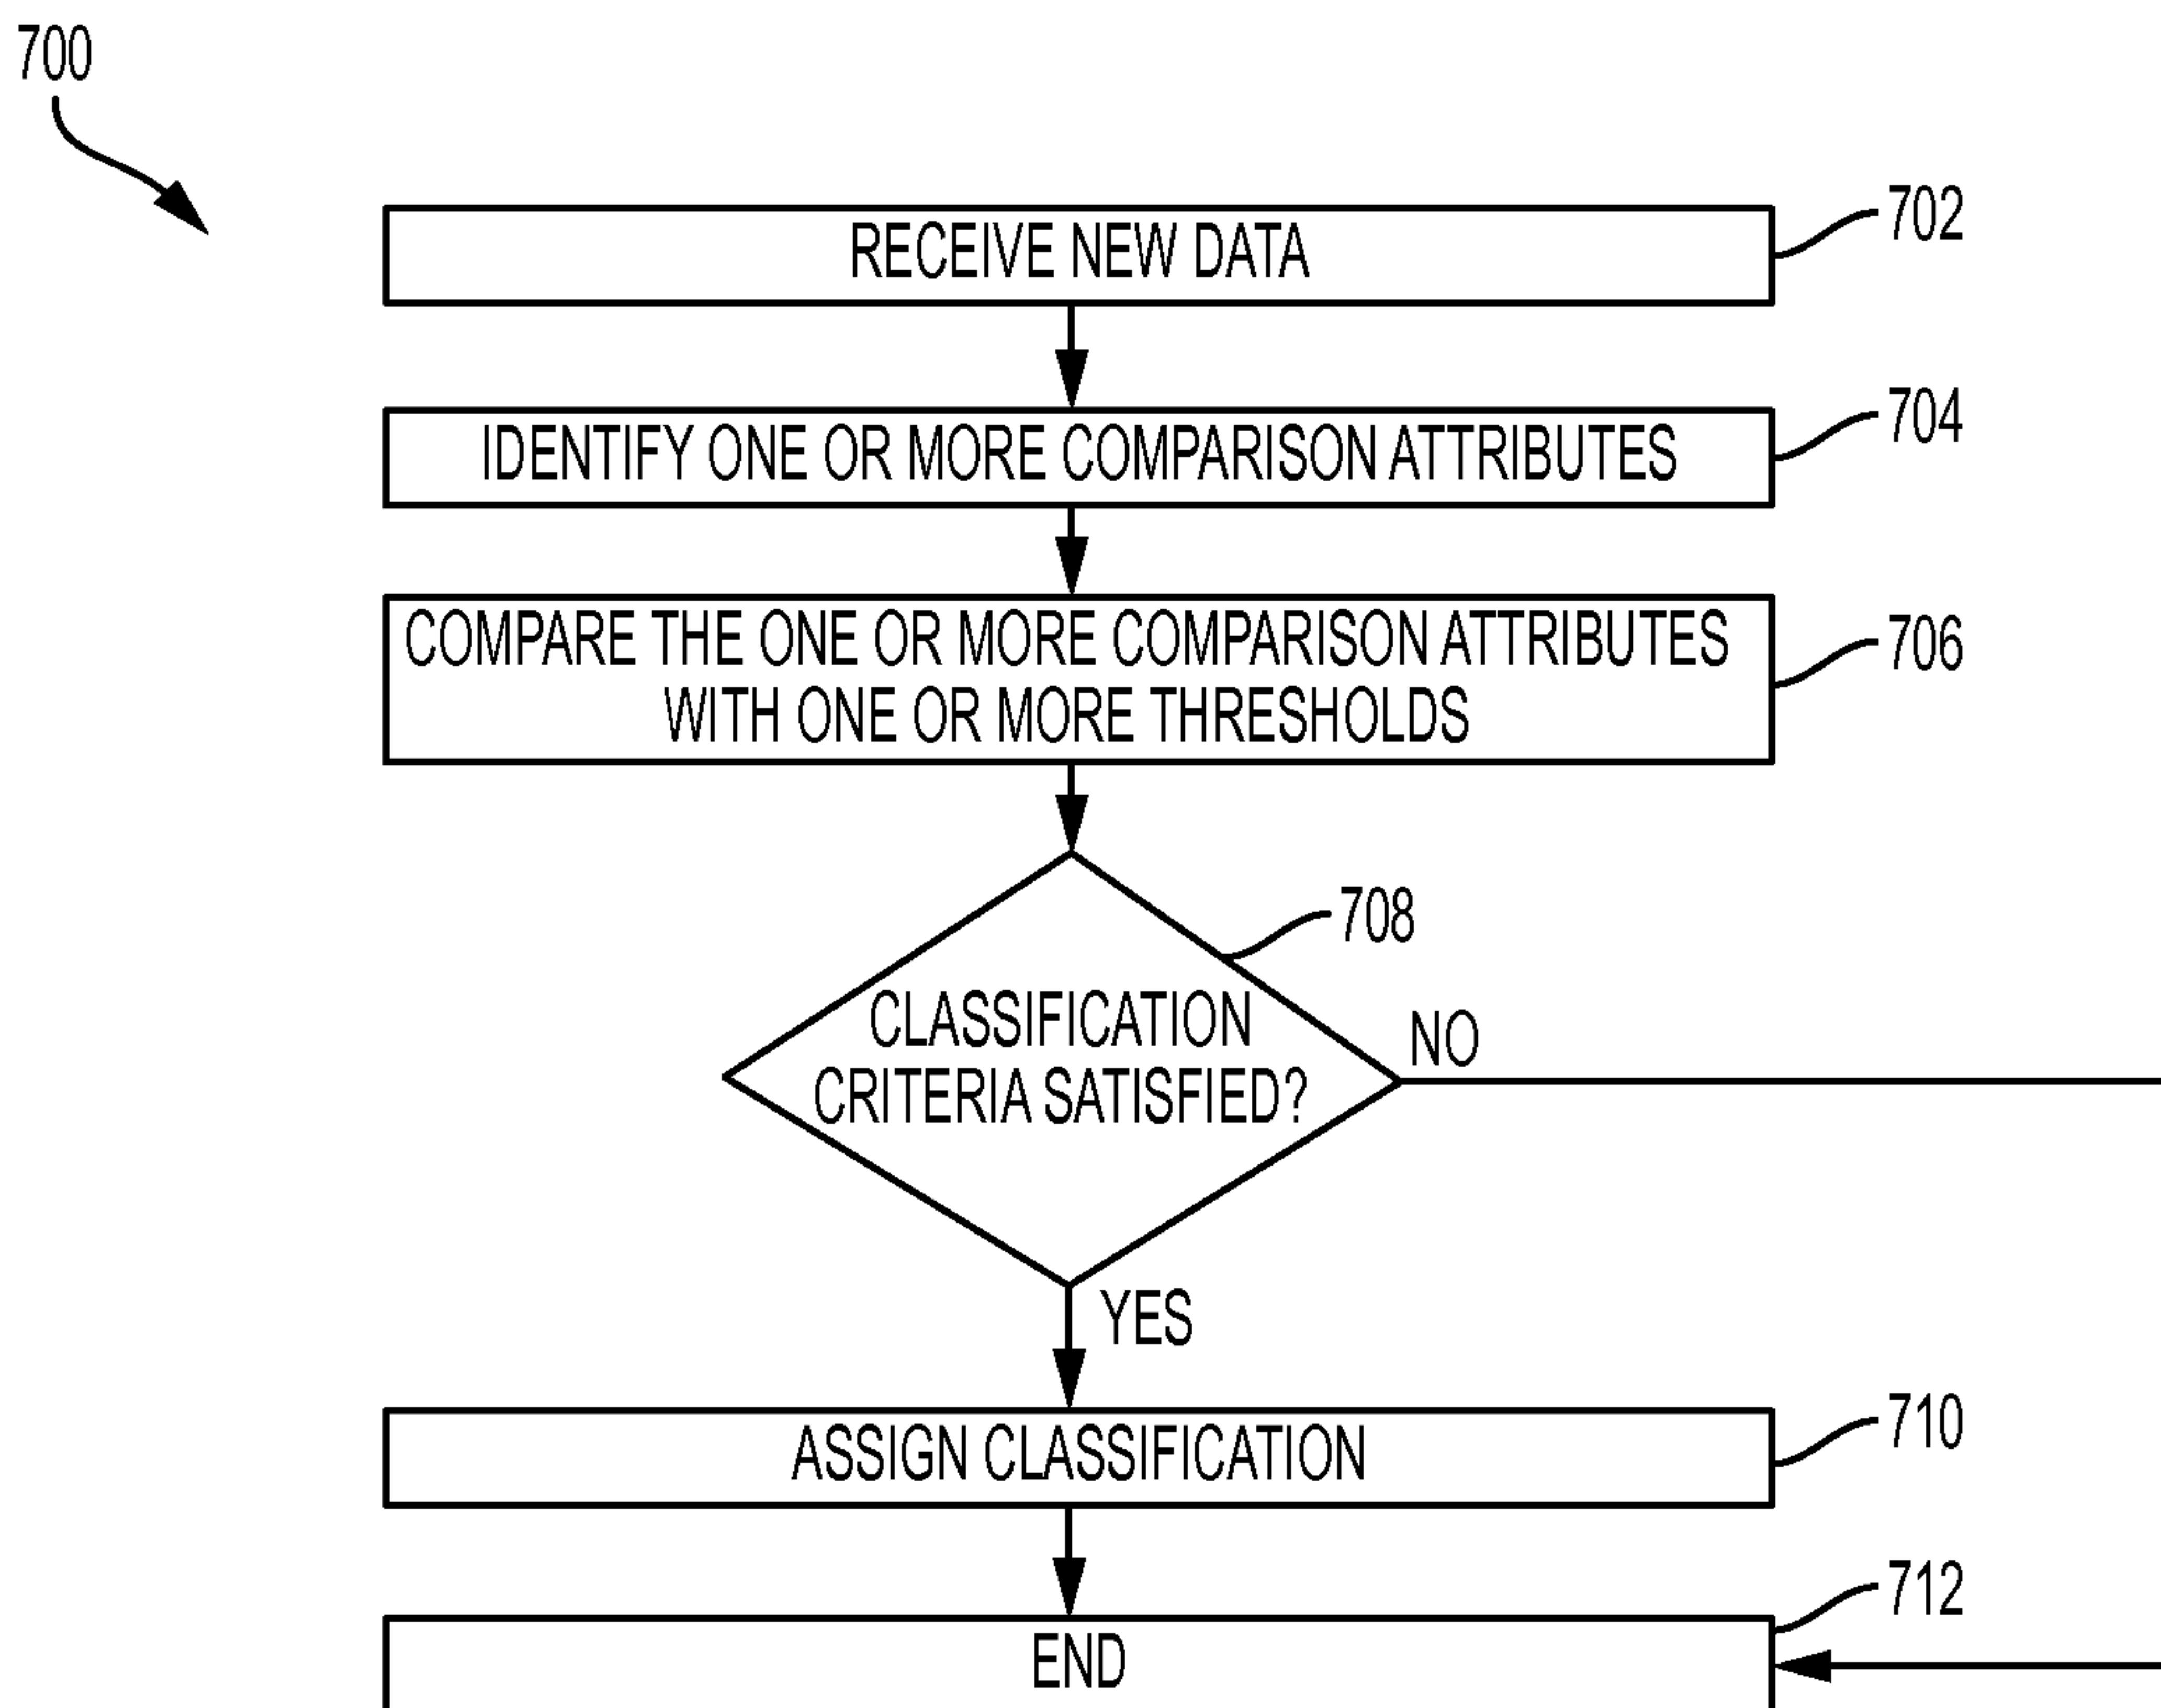 700
RECEIVE NEW DATA
702
IDENTIFY ONE OR MORE COMPARISON ATTRIBUTES
704
COMPARE THE ONE OR MORE COMPARISON ATTRIBUTES
WITH ONE OR MORE THRESHOLDS
706
708
CLASSIFICATION
CRITERIA SATISFIED?
NO
YES
ASSIGN CLASSIFICATION
710
712
END